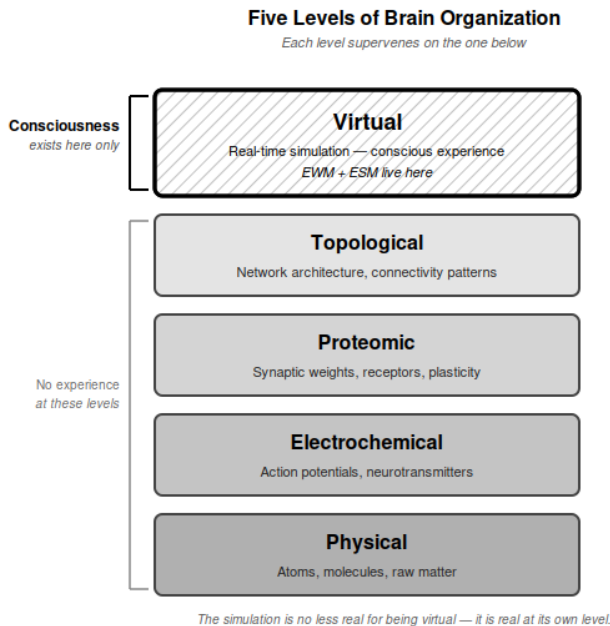 Five Levels of Brain Organization
Each level supervenes on the one below
Consciousness
exists here only
Virtual
Real-time simulation — conscious experience
EWM + ESM live here
Topological
Network architecture, connectivity patterns
Proteomic
Synaptic weights, receptors, plasticity
No experience
at these levels
Electrochemical
Action potentials, neurotransmitters
Physical
Atoms, molecules, raw matter
The simulation is no less real for being virtual — it is real at its own level.